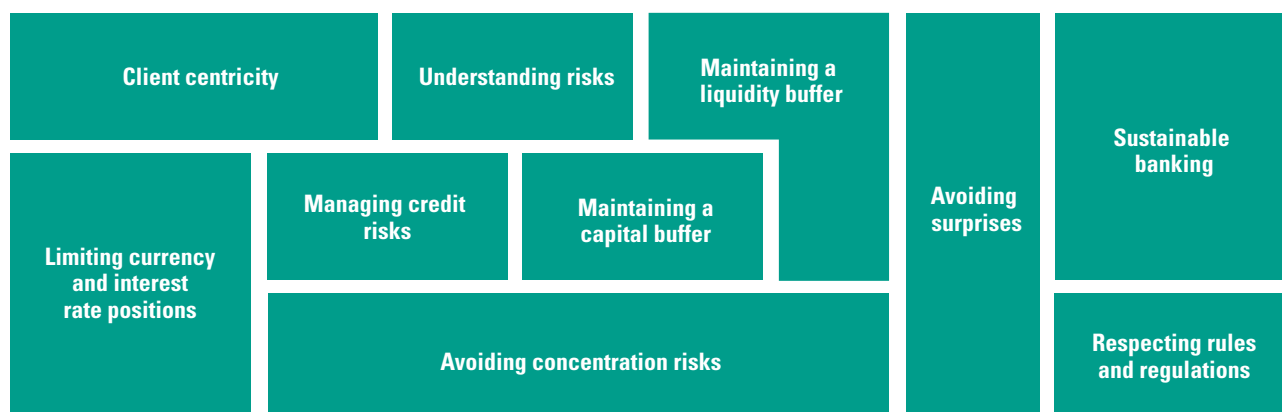 Client centricity
Understanding risks
Maintaining a
liquidity buffer
Avoiding
surprises
Sustainable
banking
Limiting currency
and interest
rate positions
Managing credit
risks
Maintaining a
capital buffer
Avoiding concentration risks
Respecting rules
and regulations